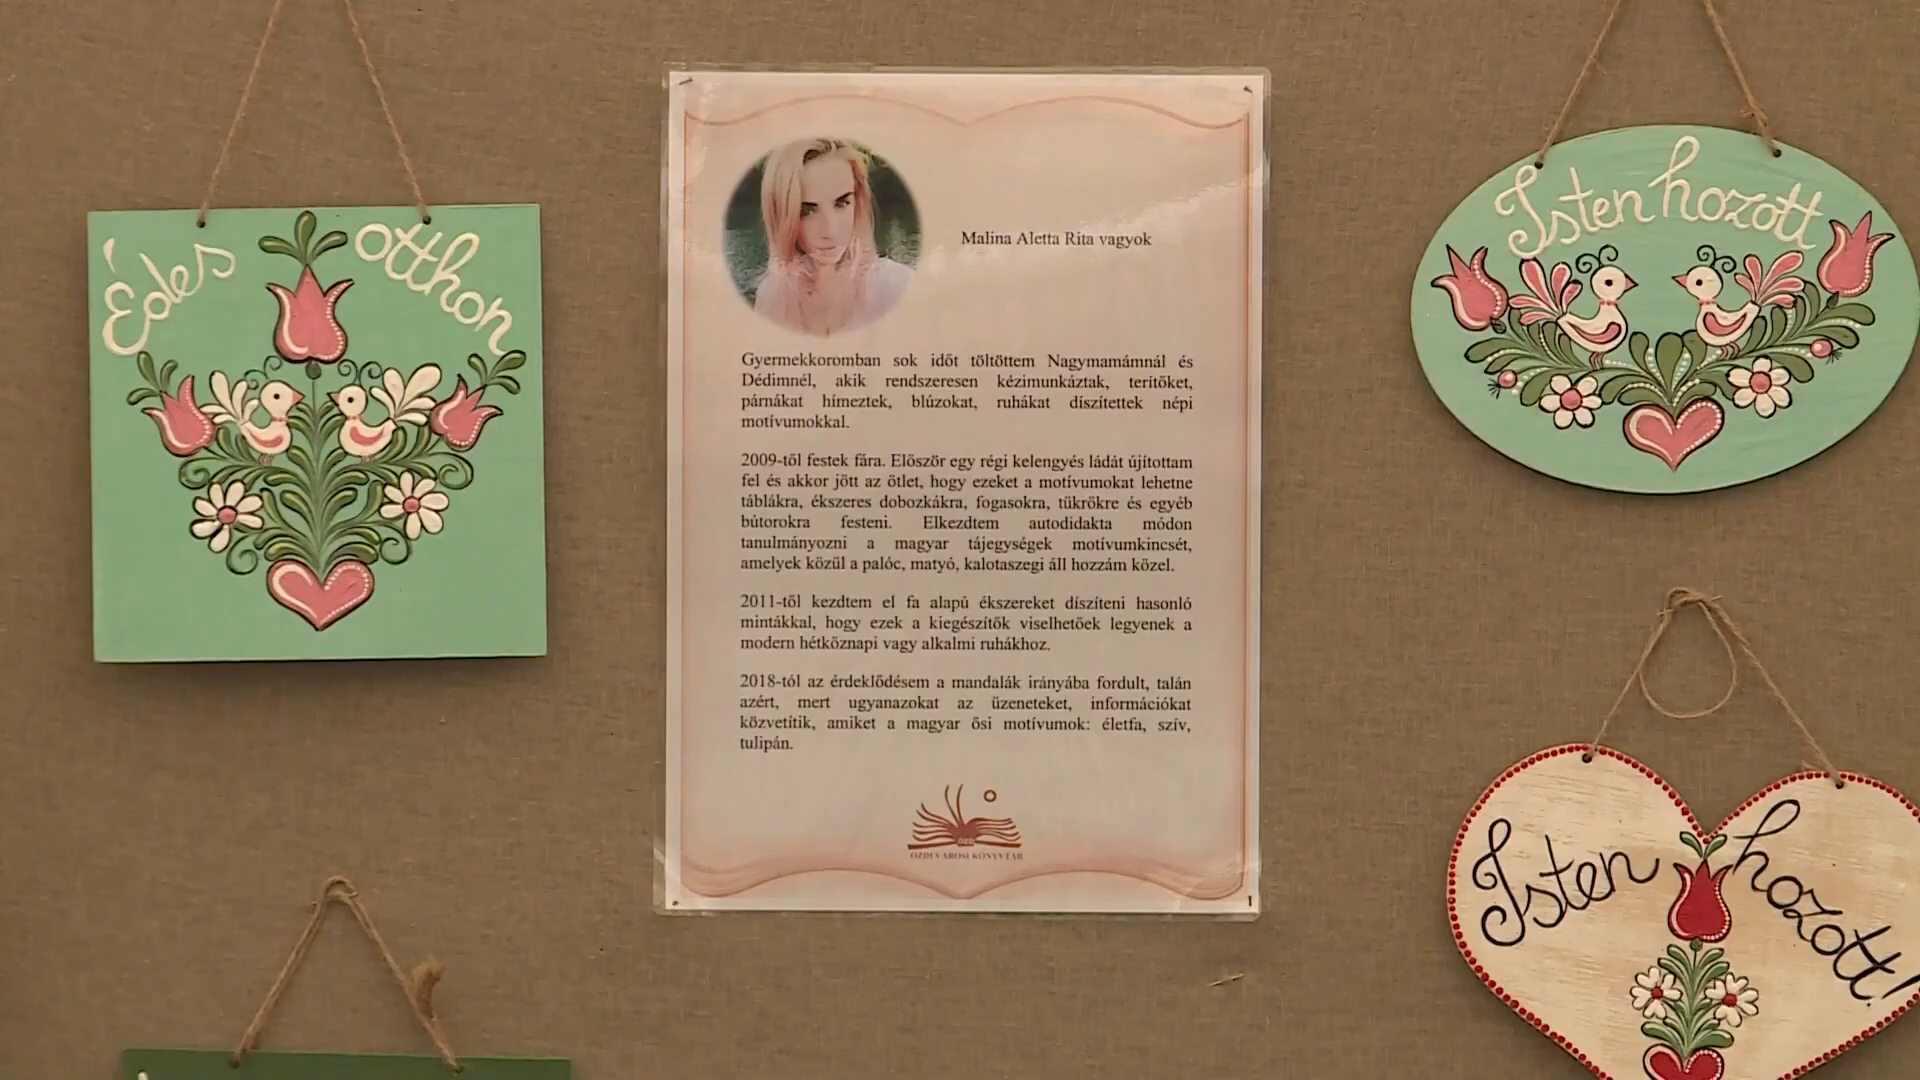 Édes otthon
Malina Aletta Rita vagyok
Gyermekkoromban sok időt töltöttem Nagymamámnál és
Dédimnél, akik rendszeresen kézimunkáztak, terítőket,
párnákat hímeztek, blúzokat, ruhákat díszítettek népi
motívumokkal.
2009-től festek fára. Először egy régi kelengyés ládát újítottam
fel és akkor jött az ötlet, hogy ezeket a motívumokat lehetne
táblákra, ékszeres dobozkákra, fogasokra, tükrökre és egyéb
bútorokra festeni. Elkezdtem autodidakta módon
tanulmányozni a magyar tájegységek motívumkincsét,
amelyek közül a palóc, matyó, kalotaszegi áll hozzám közel.
2011-től kezdtem el fa alapú ékszereket díszíteni hasonló
mintákkal, hogy ezek a kiegészítők viselhetőek legyenek a
modern hétköznapi vagy alkalmi ruhákhoz.
2018-tól az érdeklődésem a mandalák irányába fordult, talán
azért, mert ugyanazokat az üzeneteket, információkat
közvetítik, amiket a magyar ősi motívumok: életfa, szív,
tulipán.
ÓZDI VÁROSI KÖNYVTÁR
Isten hozott
Isten hozott!